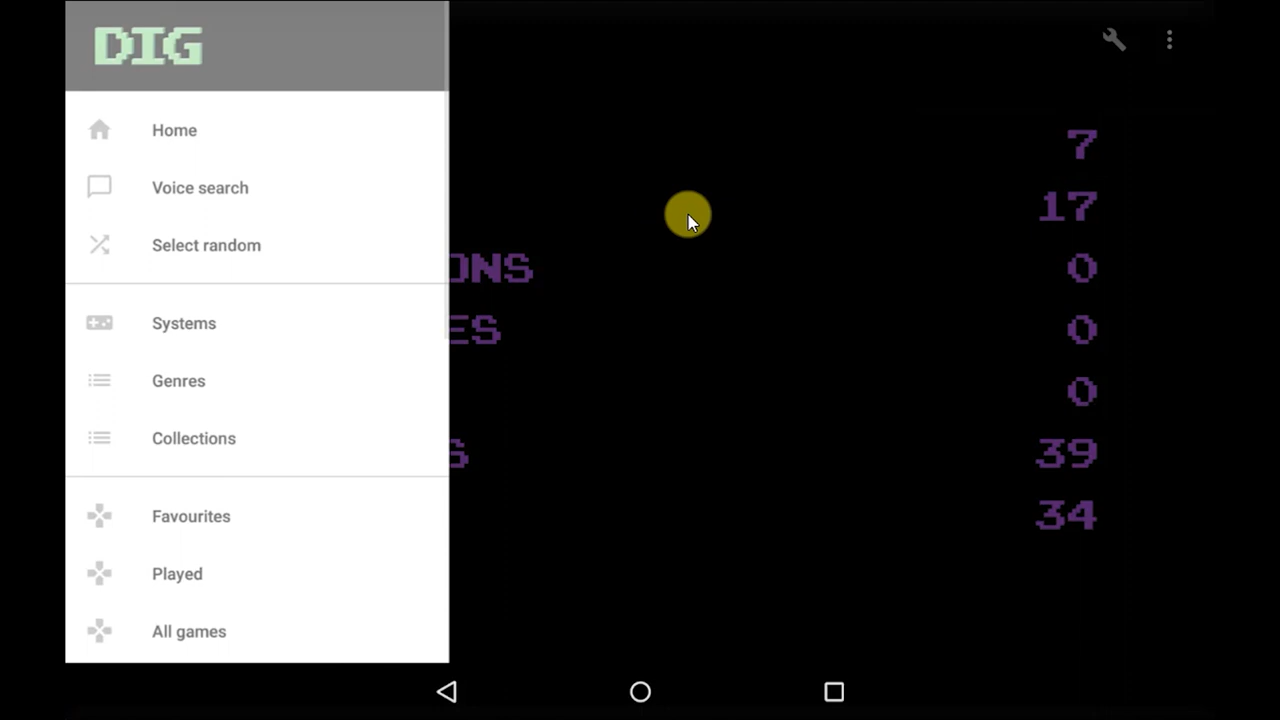 DIG
Home
Voice search
Select random
Systems
Genres
Collections
Favourites
Played
All games
7
17
ONS 0
ES 0
0
S 39
34